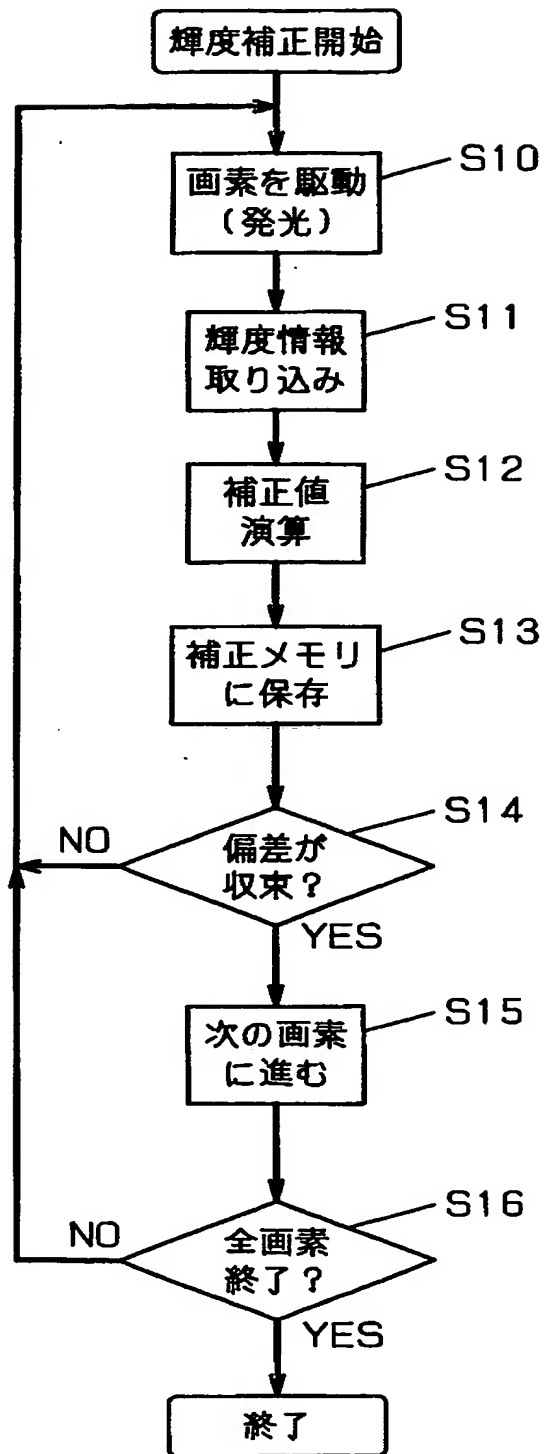 輝度補正開始
S10
画素を駆動
(発光)
S11
輝度情報
取り込み
S12
補正値
演算
S13
補正メモリ
に保存
S14
NO
偏差が
収束?
YES
S15
次の画素
に進む
S16
NO
全画素
終了?
YES
終了